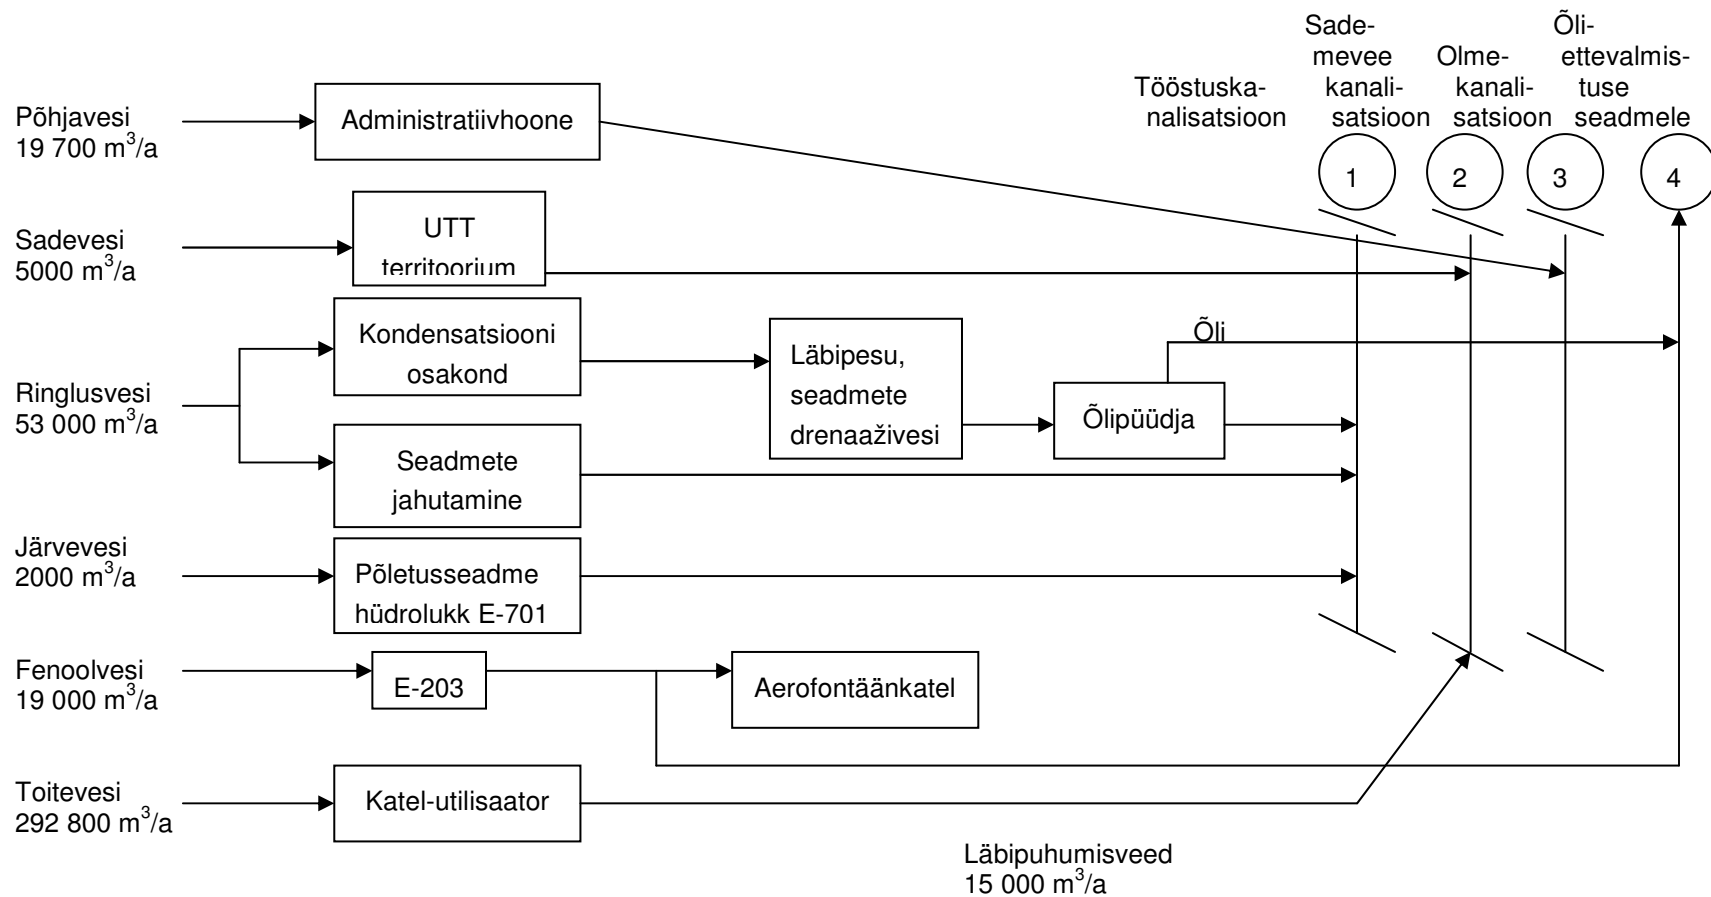 Tööstuska-
nalisatsioon
Sade-
mevee
kanali-
satsioon
Olme-
kanali-
satsioon
Õli-
ettevalmis-
tuse
seadmele
1
2
3
4
Põhjavesi
19 700 m³/a
Administratiivhoone
Sadevesi
5000 m³/a
UTT
territoorium
Ringlusvesi
53 000 m³/a
Kondensatsiooni
osakond
Läbipesu,
seadmete
drenaaživesi
Õli
Õlipüüdja
Seadmete
jahutamine
Järvevesi
2000 m³/a
Põletusseadme
hüdrolukk E-701
Fenoolvesi
19 000 m³/a
E-203
Aerofontäänkatel
Toitevesi
292 800 m³/a
Katel-utilisaator
Läbipuhumisveed
15 000 m³/a